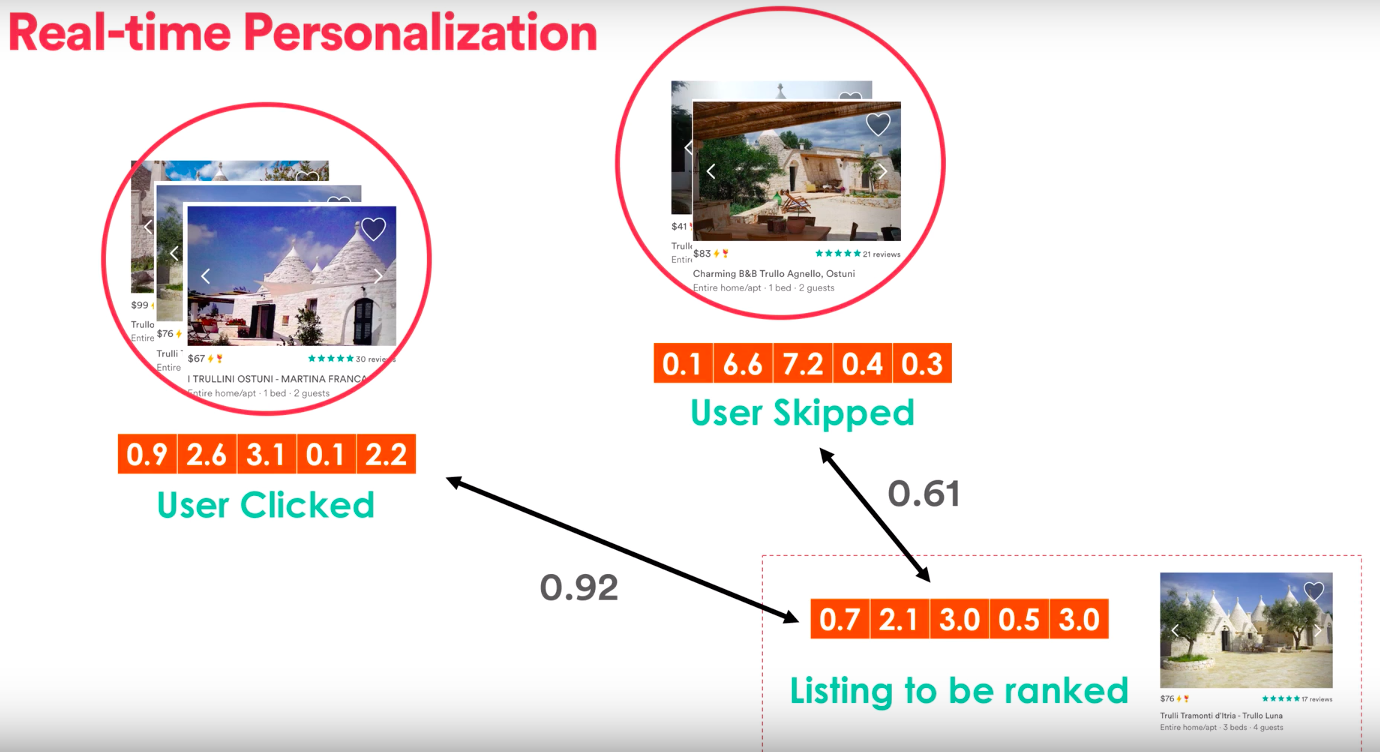 Real-time Personalization
$99
Trullo
Entire
$76
Trulli
Entire
$67
30 reviews
I TRULLINI OSTUNI - MARTINA FRANCA
Entire home/apt · 1 bed · 2 guests
0.9 2.6 3.1 0.1 2.2
User Clicked
$41
$83
21 reviews
Charming B&B Trullo Agnello, Ostuni
Entire home/apt · 1 bed · 2 guests
0.1 6.6 7.2 0.4 0.3
User Skipped
0.92
0.61
0.7 2.1 3.0 0.5 3.0
Listing to be ranked
$76
17 reviews
Trulli Tramonti d'Itria - Trullo Luna
Entire home/apt · 3 beds · 4 guests